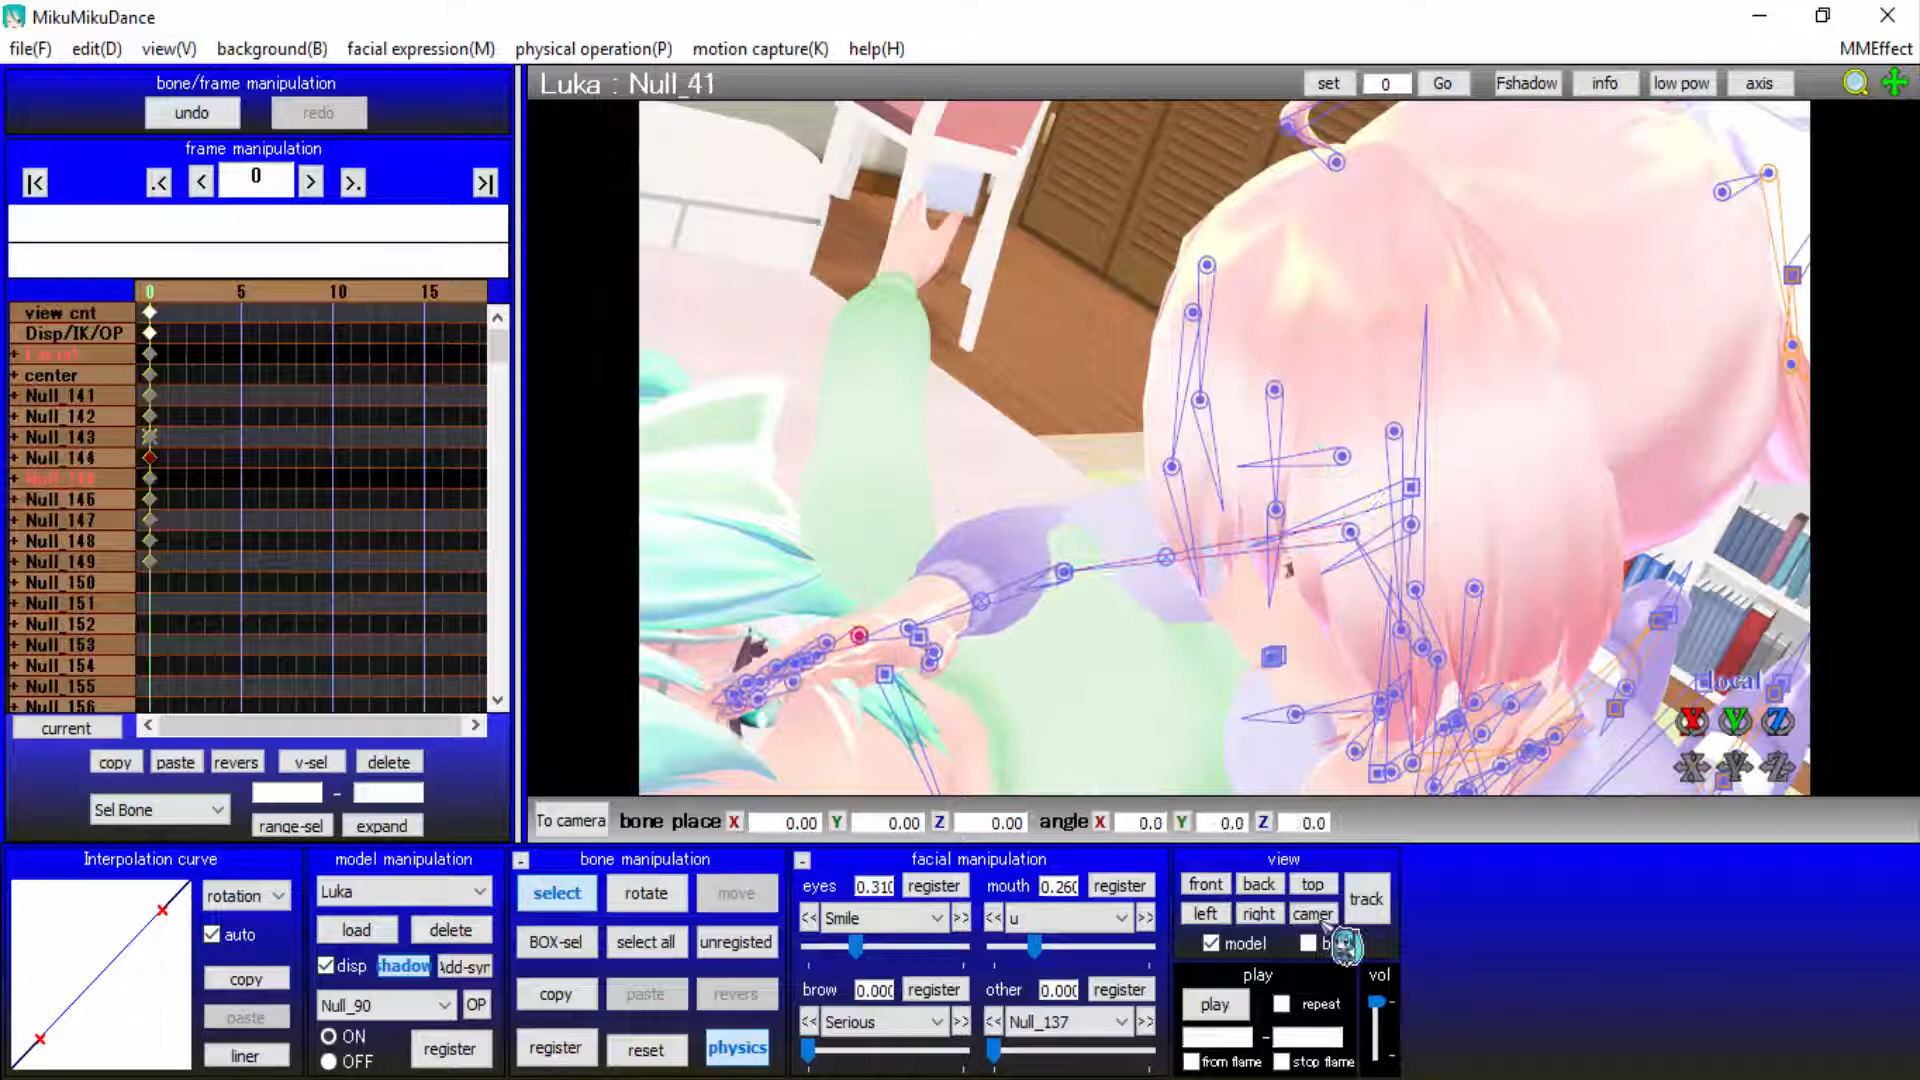 MikuMikuDance
file(F) edit(D) view(V) background(B) facial expression(M) physical operation(P) motion capture(K) help(H) MMEffect
bone/frame manipulation
undo redo
frame manipulation
|< .< < 0 > >. >|
Luka : Null_41 set 0 Go Fshadow info low pow axis
0 5 10 15
view cnt
Disp/IK/OP
+ Facial
+ center
+ Null_141
+ Null_142
+ Null_143
+ Null_144
+ Null_146
+ Null_147
+ Null_148
+ Null_149
+ Null_150
+ Null_151
+ Null_152
+ Null_153
+ Null_154
+ Null_155
Null_156
current < >
copy paste revers v-sel delete
Sel Bone -
range-sel expand
local
X Y Z
X Y Z
To camera bone place X 0.00 Y 0.00 Z 0.00 angle X 0.0 Y 0.0 Z 0.0
Interpolation curve
rotation
auto
copy
paste
liner
model manipulation
Luka
load delete
disp shadow Add-syn
Null_90 OP
ON
OFF
register
- bone manipulation
select rotate move
BOX-sel select all unregisted
copy paste revers
register reset physics
- facial manipulation
eyes 0.310 register mouth 0.260 register
<< Smile >> << u >>
brow 0.000 register other 0.000 register
<< Serious >> << Null_137 >>
view
front back top track
left right camer
model b
play
play repeat
-
from flame stop flame
vol